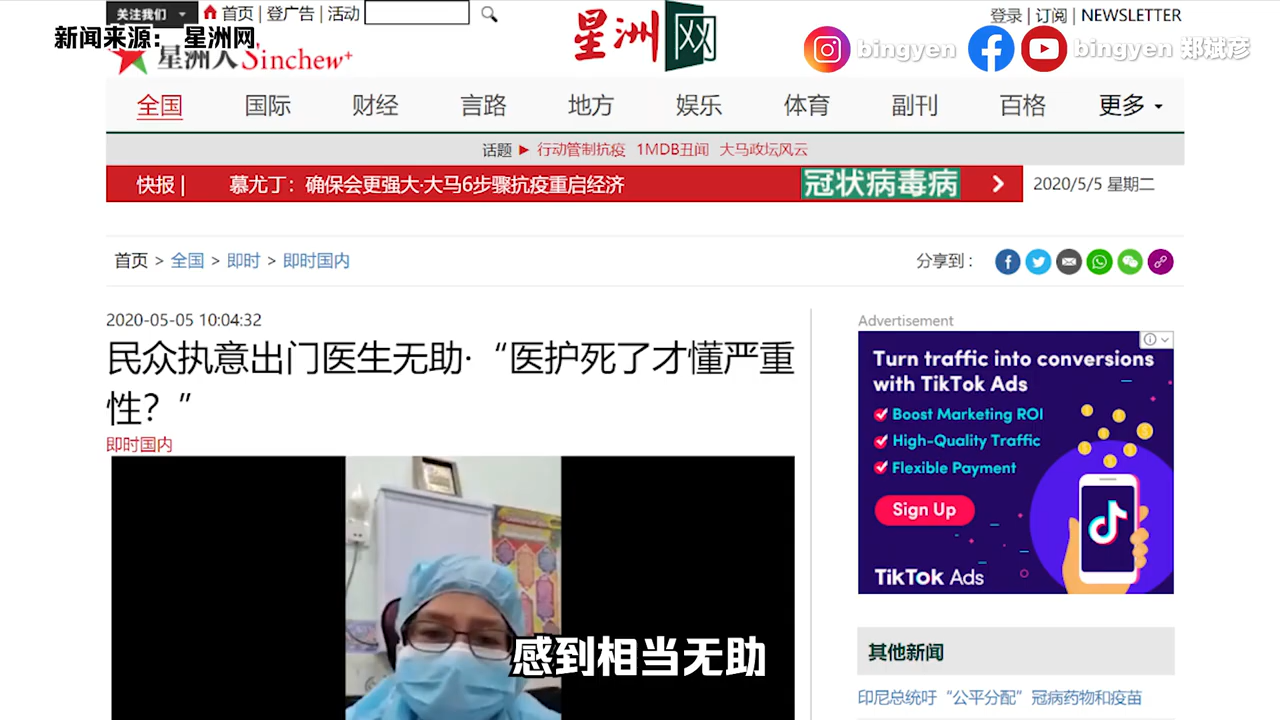 关注我们 首页 | 登广告 | 活动
登录 | 订阅 | NEWSLETTER
新闻来源： 星洲网
星洲人 Sinchew+
星洲网
bingyen
bingyen 郑斌彦
全国 国际 财经 言路 地方 娱乐 体育 副刊 百格 更多
话题 行动管制抗疫 1MDB丑闻 大马政坛风云
快报 | 慕尤丁：确保会更强大·大马6步骤抗疫重启经济
冠状病毒病
2020/5/5 星期二
首页 > 全国 > 即时 > 即时国内
分享到：
2020-05-05 10:04:32
民众执意出门医生无助·“医护死了才懂严重
性？”
即时国内
感到相当无助
Advertisement
Turn traffic into conversions
with TikTok Ads
Boost Marketing ROI
High-Quality Traffic
Flexible Payment
Sign Up
TikTok Ads
其他新闻
印尼总统吁“公平分配”冠病药物和疫苗